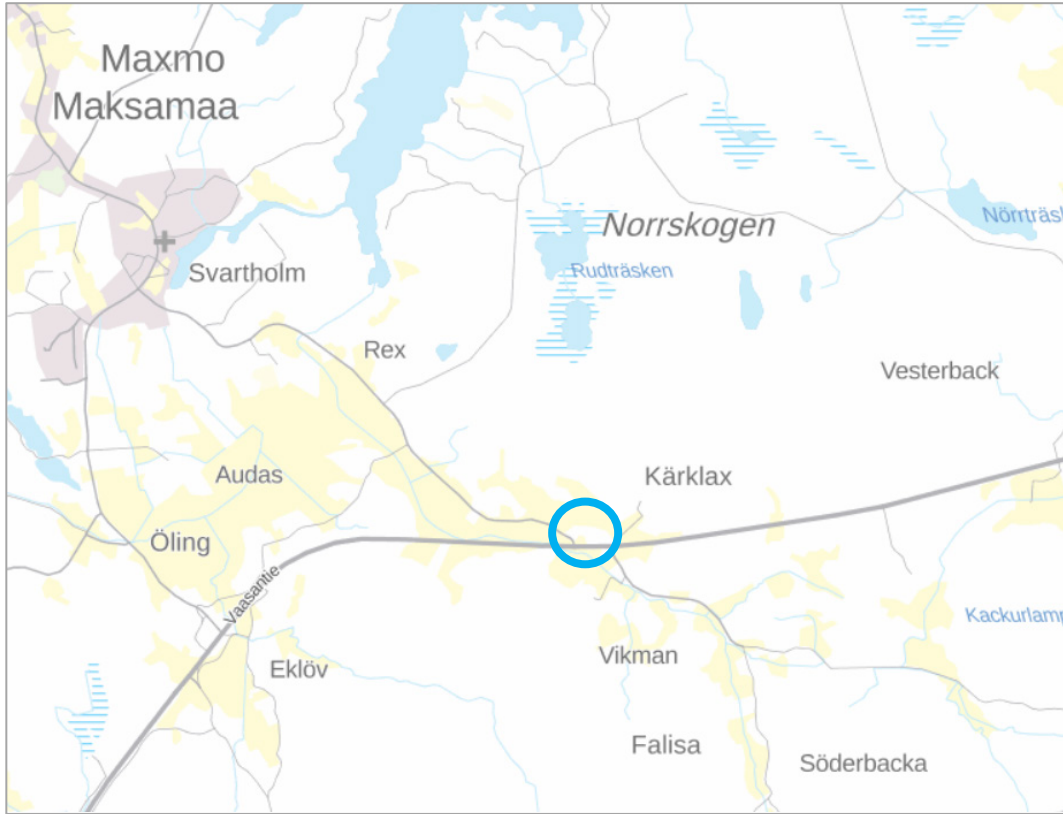 Maxmo
Maksamaa
Norrskogen
Svartholm
Rudträsken
Rex
Vesterback
Audas
Kärklax
Öling
Vaasantie
Eklöv
Vikman
Falisa
Söderbacka